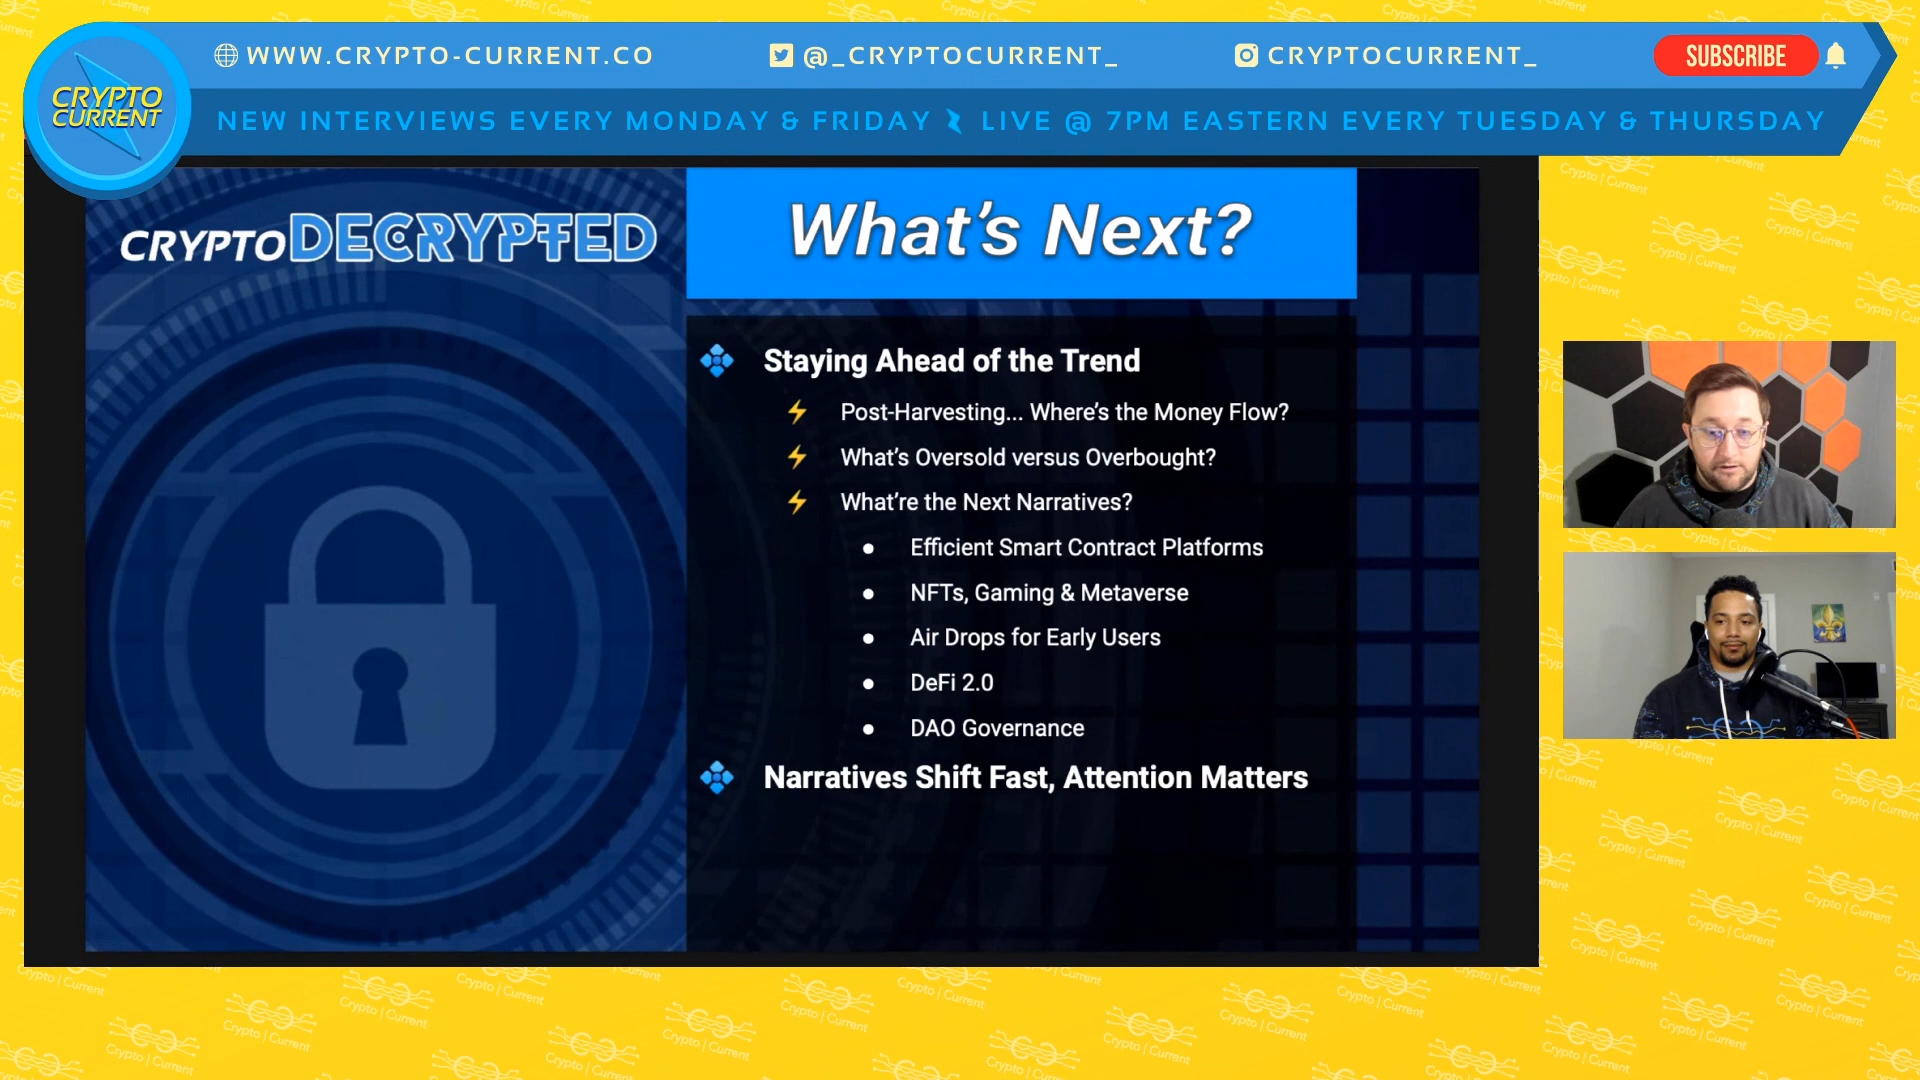 WWW.CRYPTO-CURRENT.CO
@_CRYPTOCURRENT_
CRYPTOCURRENT_
SUBSCRIBE
CRYPTO
CURRENT
NEW INTERVIEWS EVERY MONDAY & FRIDAY
LIVE @ 7PM EASTERN EVERY TUESDAY & THURSDAY
CRYPTODECRYPTED
What's Next?
Staying Ahead of the Trend
Post-Harvesting... Where's the Money Flow?
What's Oversold versus Overbought?
What're the Next Narratives?
Efficient Smart Contract Platforms
NFTs, Gaming & Metaverse
Air Drops for Early Users
DeFi 2.0
DAO Governance
Narratives Shift Fast, Attention Matters
Crypto | Current